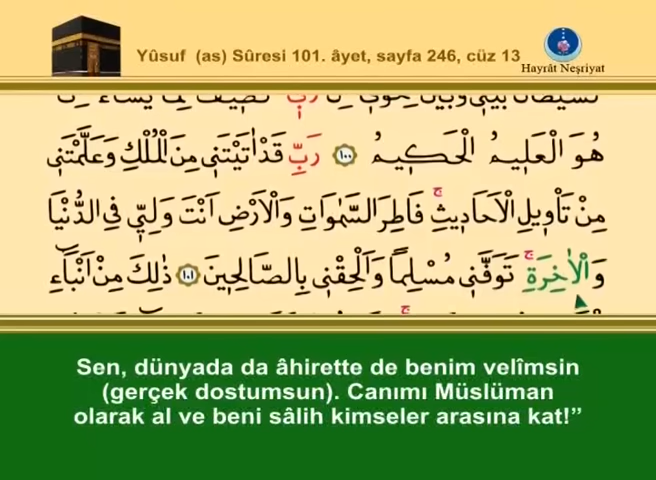 Yûsuf (as) Sûresi 101. âyet, sayfa 246, cüz 13
Hayrât Neşriyat
هُوَ الْعَلِيمُ الْحَكِيمُ ١٠٠ رَبِّ قَدْ اٰتَيْتَنِى مِنَ الْمُلْكِ وَعَلَّمْتَنِى
مِنْ تَأْوِيلِ الْاَحَادِيثِ ۚ فَاطِرَ السَّمٰوَاتِ وَالْاَرْضِ اَنْتَ وَلِيِّى فِى الدُّنْيَا
وَالْاٰخِرَةِ ۚ تَوَفَّنِى مُسْلِمًا وَاَلْحِقْنِى بِالصَّالِحِينَ ١٠١ ذٰلِكَ مِنْ اَنْبَاۤءِ
Sen, dünyada da âhirette de benim velîmsin
(gerçek dostumsun). Canımı Müslüman
olarak al ve beni sâlih kimseler arasına kat!”